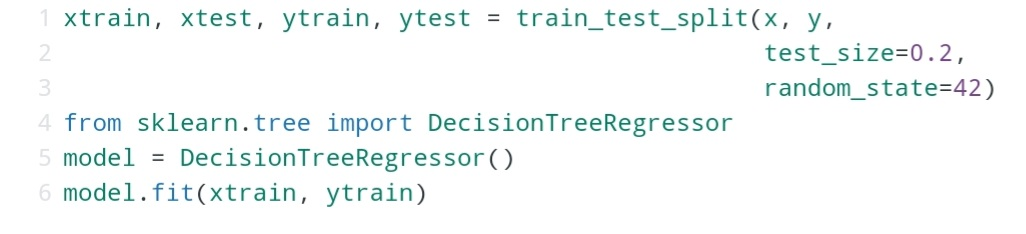 1 xtrain, xtest, ytrain, ytest = train_test_split(x, y,
2                                                 test_size=0.2,
3                                                 random_state=42)
4 from sklearn.tree import DecisionTreeRegressor
5 model = DecisionTreeRegressor()
6 model.fit(xtrain, ytrain)